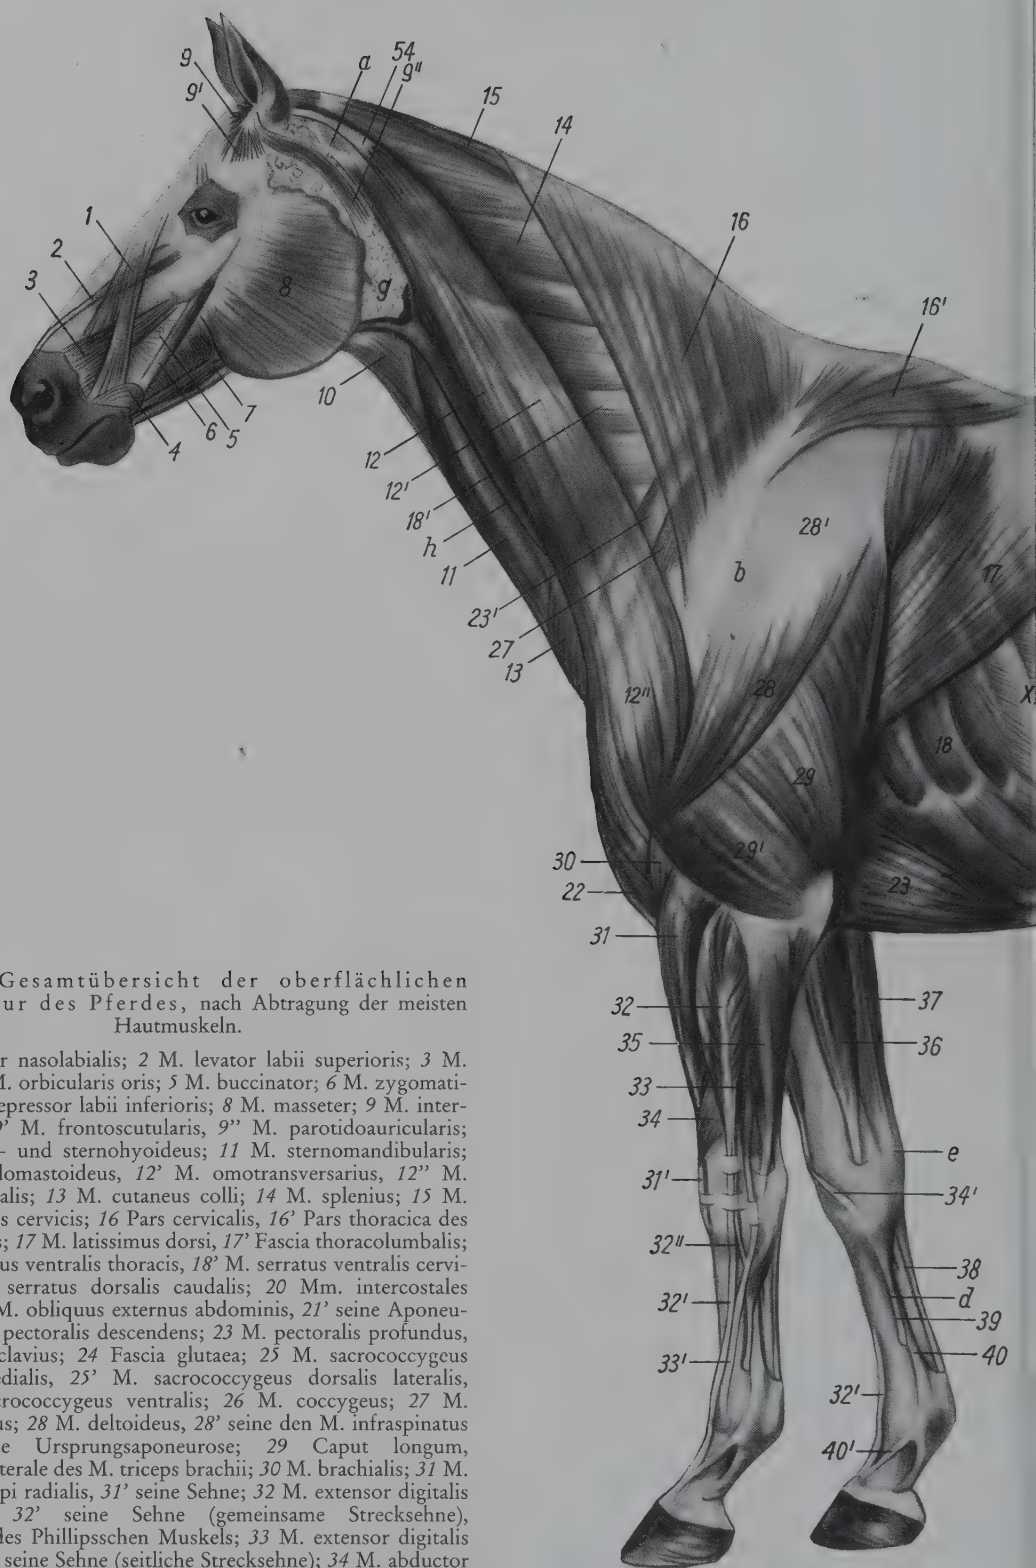 54
9
a
9"
9'
15
14
16
1
2
3
8
g
16'
10
7
5
6
4
12
12'
18'
h
11
28'
b
17
23'
27
13
12"
28
18
29
29'
30
22
23
31
32
37
35
36
33
34
e
31'
34'
32"
38
32'
d
39
33'
40
32'
40'
Gesamtübersicht der oberflächlichen
ur des Pferdes, nach Abtragung der meisten
Hautmuskeln.
r nasolabialis; 2 M. levator labii superioris; 3 M.
M. orbicularis oris; 5 M. buccinator; 6 M. zygomati-
epressor labii inferioris; 8 M. masseter; 9 M. inter-
9' M. frontoscutularis, 9" M. parotidoauricularis;
- und sternohyoideus; 11 M. sternomandibularis;
domastoideus, 12' M. omotransversarius, 12" M.
alis; 13 M. cutaneus colli; 14 M. splenius; 15 M.
s cervicis; 16 Pars cervicalis, 16' Pars thoracica des
s; 17 M. latissimus dorsi, 17' Fascia thoracolumbalis;
us ventralis thoracis, 18' M. serratus ventralis cervi-
serratus dorsalis caudalis; 20 Mm. intercostales
M. obliquus externus abdominis, 21' seine Aponeu-
pectoralis descendens; 23 M. pectoralis profundus,
clavius; 24 Fascia glutaea; 25 M. sacrococcygeus
edialis, 25' M. sacrococcygeus dorsalis lateralis,
crococcygeus ventralis; 26 M. coccygeus; 27 M.
us; 28 M. deltoideus, 28' seine den M. infraspinatus
e Ursprungsaponeurose; 29 Caput longum,
terale des M. triceps brachii; 30 M. brachialis; 31 M.
pi radialis, 31' seine Sehne; 32 M. extensor digitalis
32' seine Sehne (gemeinsame Strecksehne),
des Phillipsschen Muskels; 33 M. extensor digitalis
seine Sehne (seitliche Strecksehne); 34 M. abductor